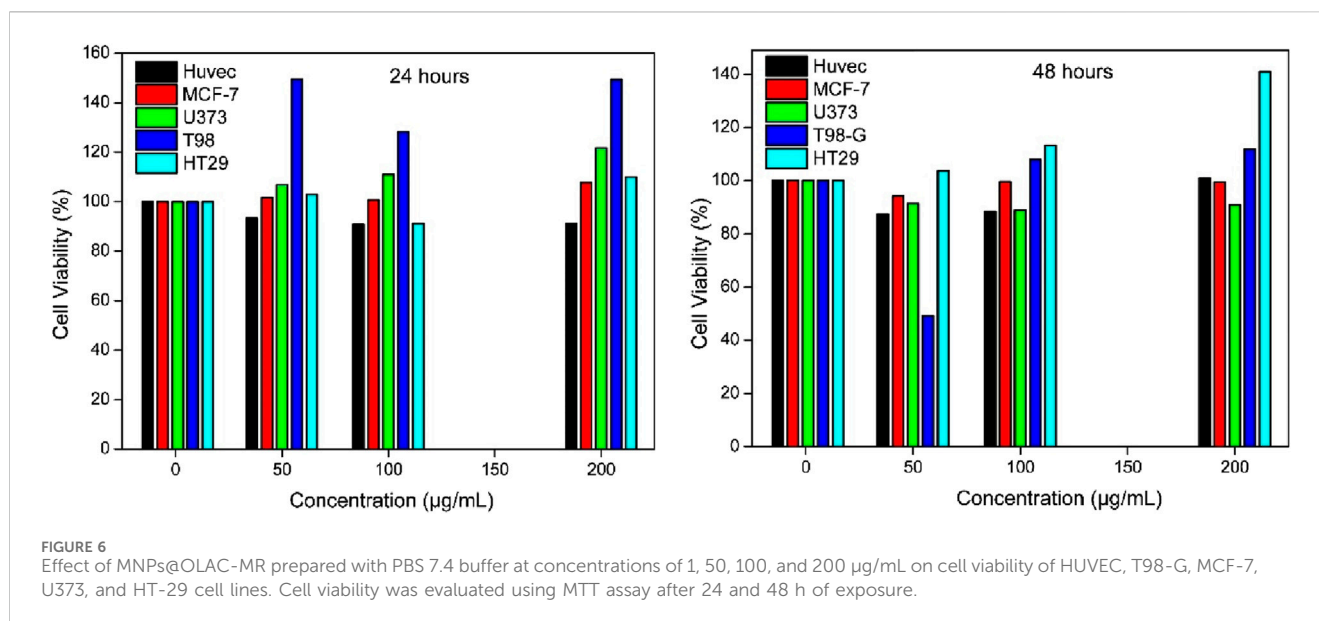 24 hours
Huvec
MCF-7
U373
T98
HT29
Cell Viability (%)
160
140
120
100
80
60
40
20
0
0 50 100 150 200
Concentration (µg/mL)
48 hours
Huvec
MCF-7
U373
T98-G
HT29
Cell Viability (%)
140
120
100
80
60
40
20
0
0 50 100 150 200
Concentration (µg/mL)
FIGURE 6
Effect of MNPs@OLAC-MR prepared with PBS 7.4 buffer at concentrations of 1, 50, 100, and 200 µg/mL on cell viability of HUVEC, T98-G, MCF-7,
U373, and HT-29 cell lines. Cell viability was evaluated using MTT assay after 24 and 48 h of exposure.